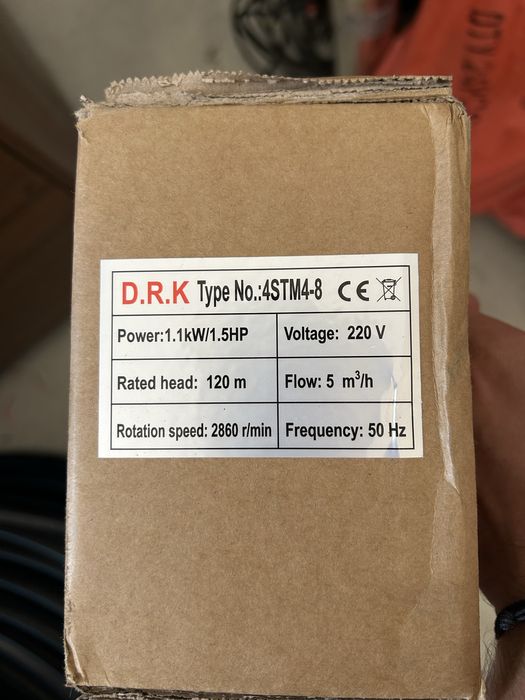 D.R.K Type No.:4STM4-8 CE
Power:1.1kW/1.5HP Voltage: 220 V
Rated head: 120 m Flow: 5 m³/h
Rotation speed: 2860 r/min Frequency: 50 Hz